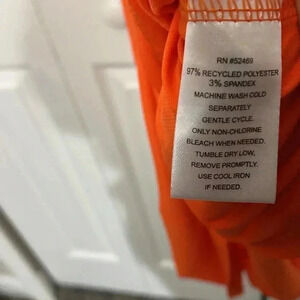 RN #52469
97% RECYCLED POLYESTER
3% SPANDEX
MACHINE WASH COLD
SEPARATELY
GENTLE CYCLE.
ONLY NON-CHLORINE
BLEACH WHEN NEEDED.
TUMBLE DRY LOW,
REMOVE PROMPTLY.
USE COOL IRON
IF NEEDED.